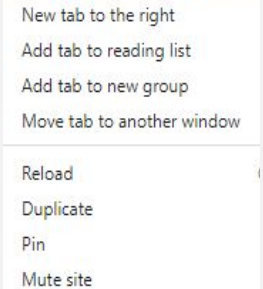 New tab to the right
Add tab to reading list
Add tab to new group
Move tab to another window
Reload
Duplicate
Pin
Mute site